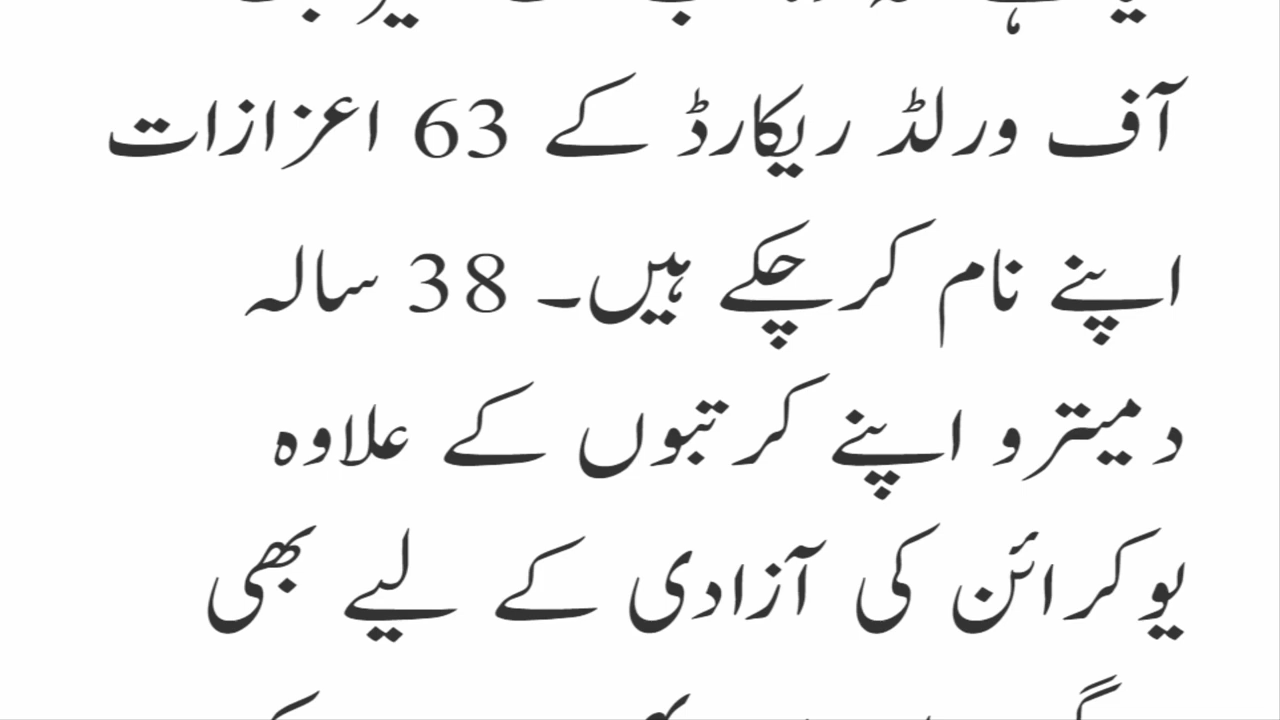 آف ورلڈ ریکارڈ کے 63 اعزازات
اپنے نام کرچکے ہیں۔ 38 سالہ
دمیترو اپنے کرتبوں کے علاوہ
یوکرائن کی آزادی کے لیے بھی